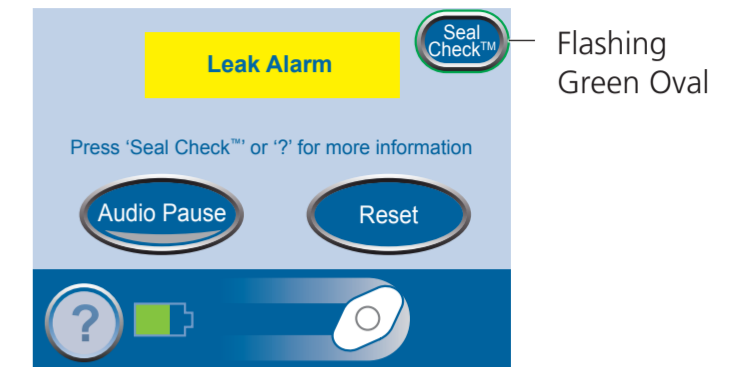 Seal
Check™
Flashing
Green Oval
Leak Alarm
Press ‘Seal Check™’ or ‘?’ for more information
Audio Pause
Reset
?